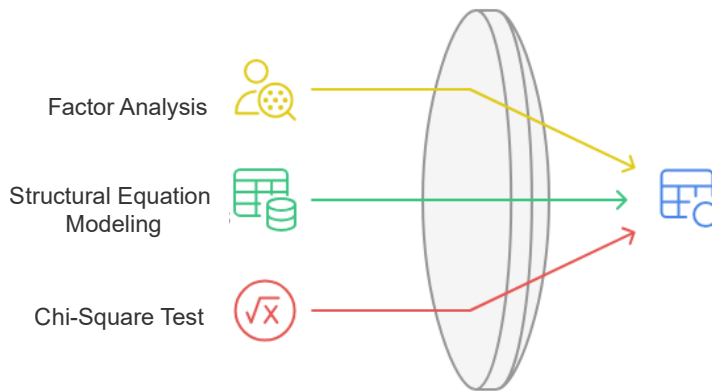 Factor Analysis
Structural Equation
Modeling
Chi-Square Test
√x